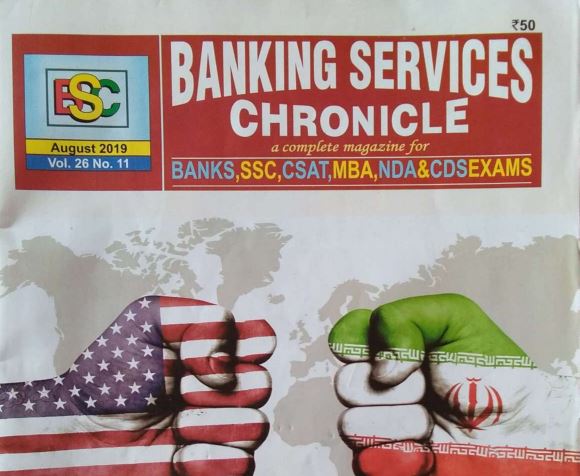 ₹50
BSC
August 2019
Vol. 26 No. 11
BANKING SERVICES
CHRONICLE
a complete magazine for
BANKS,SSC,CSAT,MBA,NDA&CDSEXAMS